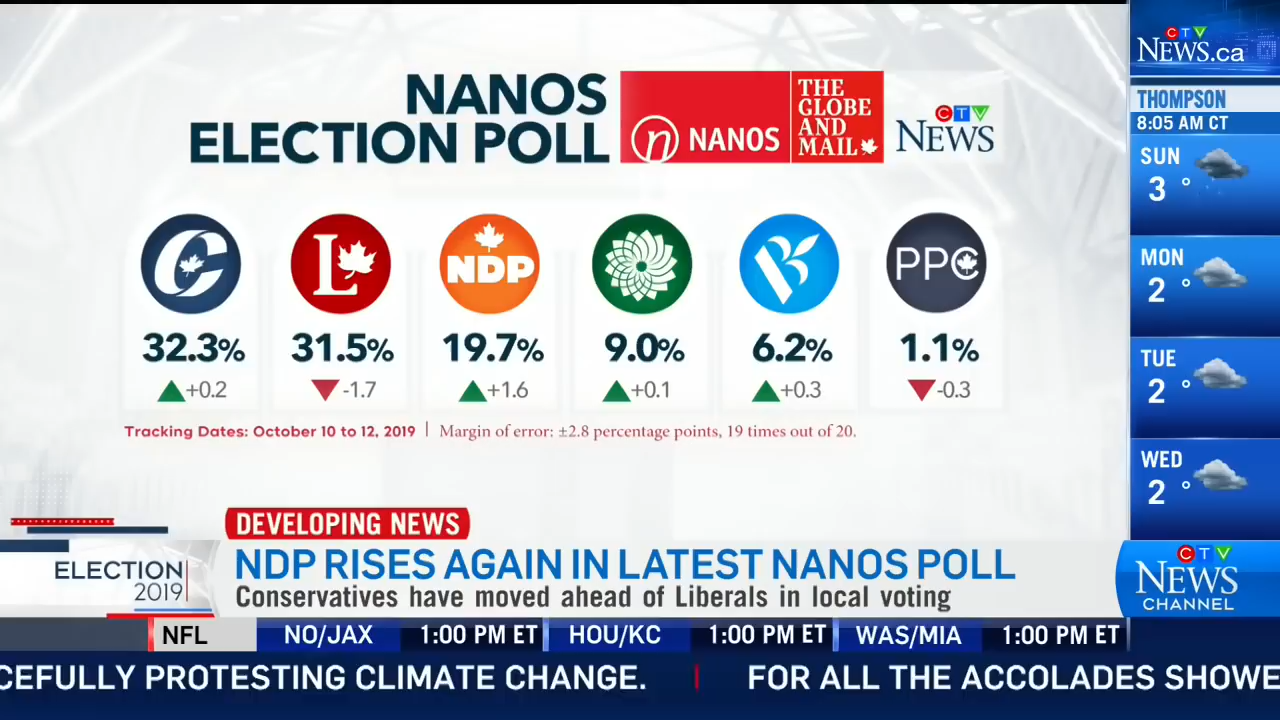 NANOS
ELECTION POLL
n NANOS
THE
GLOBE
AND
MAIL
CTV
NEWS
C
L
NDP
PPC
32.3%
31.5%
19.7%
9.0%
6.2%
1.1%
+0.2
-1.7
+1.6
+0.1
+0.3
-0.3
Tracking Dates: October 10 to 12, 2019 | Margin of error: ±2.8 percentage points, 19 times out of 20.
CTV
NEWS.ca
THOMPSON
8:05 AM CT
SUN
3°
MON
2°
TUE
2°
WED
2°
DEVELOPING NEWS
ELECTION
2019
NDP RISES AGAIN IN LATEST NANOS POLL
Conservatives have moved ahead of Liberals in local voting
CTV
NEWS
CHANNEL
NFL NO/JAX 1:00 PM ET HOU/KC 1:00 PM ET WAS/MIA 1:00 PM ET
CEFULLY PROTESTING CLIMATE CHANGE. | FOR ALL THE ACCOLADES SHOWE